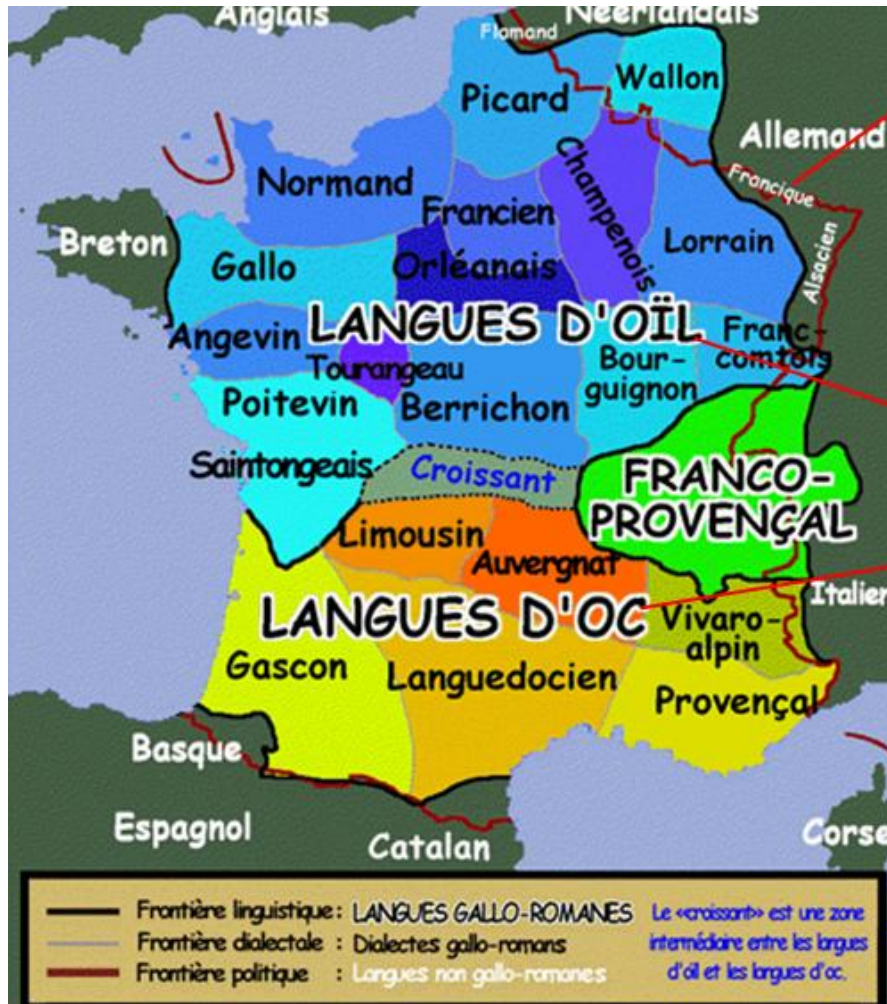 Anglais
Néerlandais
Flamand
Wallon
Picard
Allemand
Champenois
Francique
Normand
Francien
Lorrain
Breton
Gallo
Orléanais
Alsacien
Angevin
LANGUES D'OÏL
Franc-
comtois
Tourangeau
Bour-
guignon
Poitevin
Berrichon
Saintongeais
Croissant
FRANCO-
PROVENÇAL
Limousin
Auvergnat
Italien
LANGUES D'OC
Vivaro-
alpin
Gascon
Languedocien
Provençal
Basque
Espagnol
Catalan
Corse
Frontière linguistique : LANGUES GALLO-ROMANES
Frontière dialectale : Dialectes gallo-romans
Frontière politique : Langues non gallo-romanes
Le «croissant» est une zone
intermédiaire entre les langues
d'oïl et les langues d'oc.